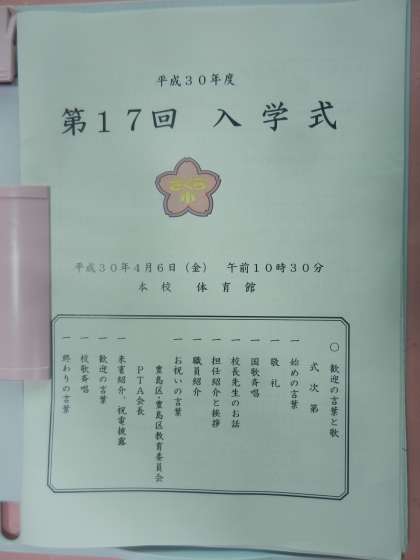 平成３０年度
第１７回 入学式
さくら
小
平成３０年４月６日（金） 午前１０時３０分
本校 体育館
○ 歓迎の言葉と歌
式次第
一 始めの言葉
一 敬礼
一 国歌斉唱
一 校長先生のお話
一 担任紹介と挨拶
一 職員紹介
一 お祝いの言葉
豊島区・豊島区教育委員会
ＰＴＡ会長
一 来賓紹介・祝電披露
一 歓迎の言葉
一 校歌斉唱
一 終わりの言葉